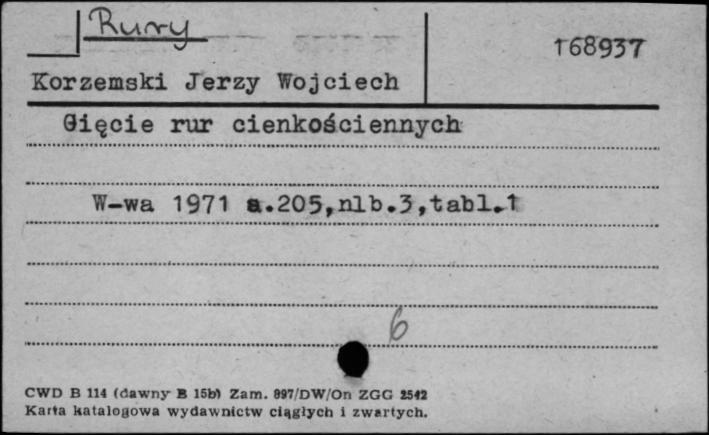 Rury
168937
Korzemski Jerzy Wojciech
Gięcie rur cienkościennych
W-wa 1971 s.205,nlb.3,tabl.1
6
CWD B 114 (dawny B 15b) Zam. 897/DW/On ZGG 2542
Karta katalogowa wydawnictw ciągłych i zwartych.